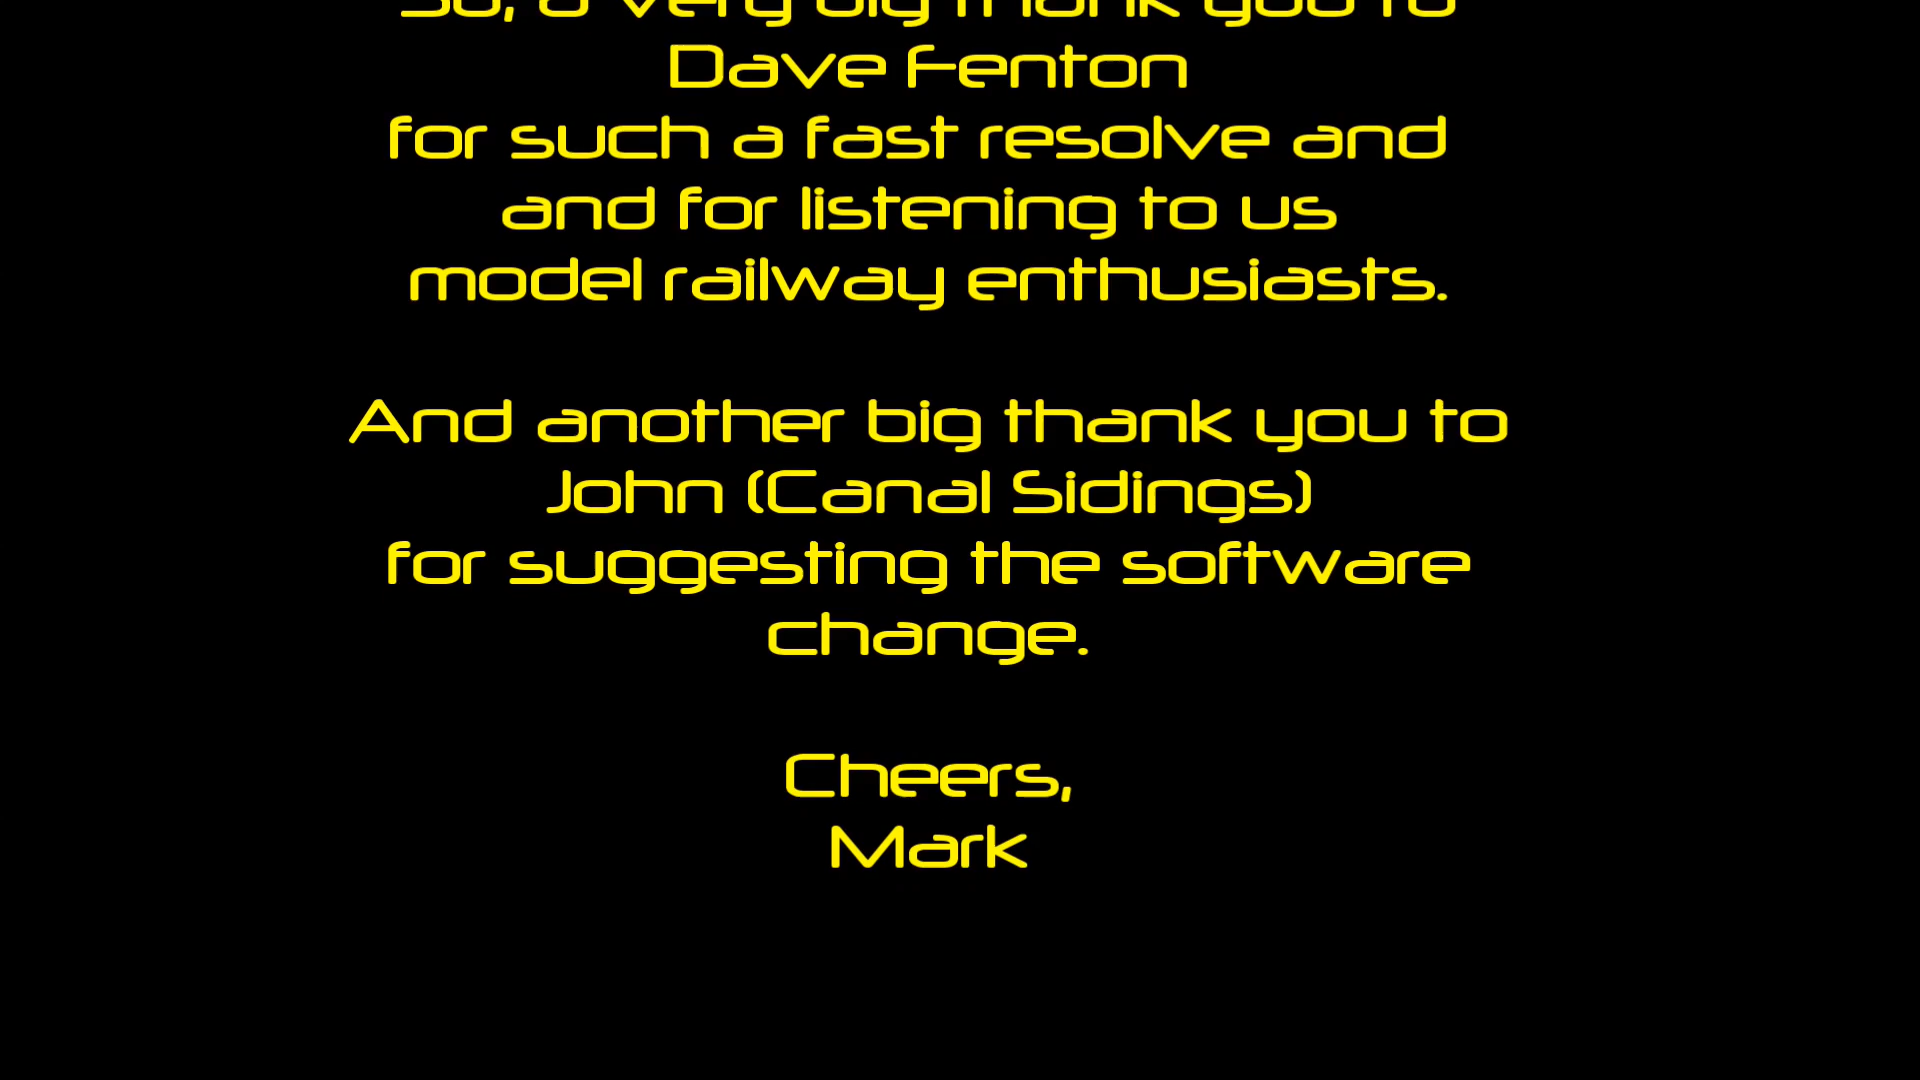 So, a very big thank you to
Dave Fenton
for such a fast resolve and
and for listening to us
model railway enthusiasts.
And another big thank you to
John (Canal Sidings)
for suggesting the software
change.
Cheers,
Mark